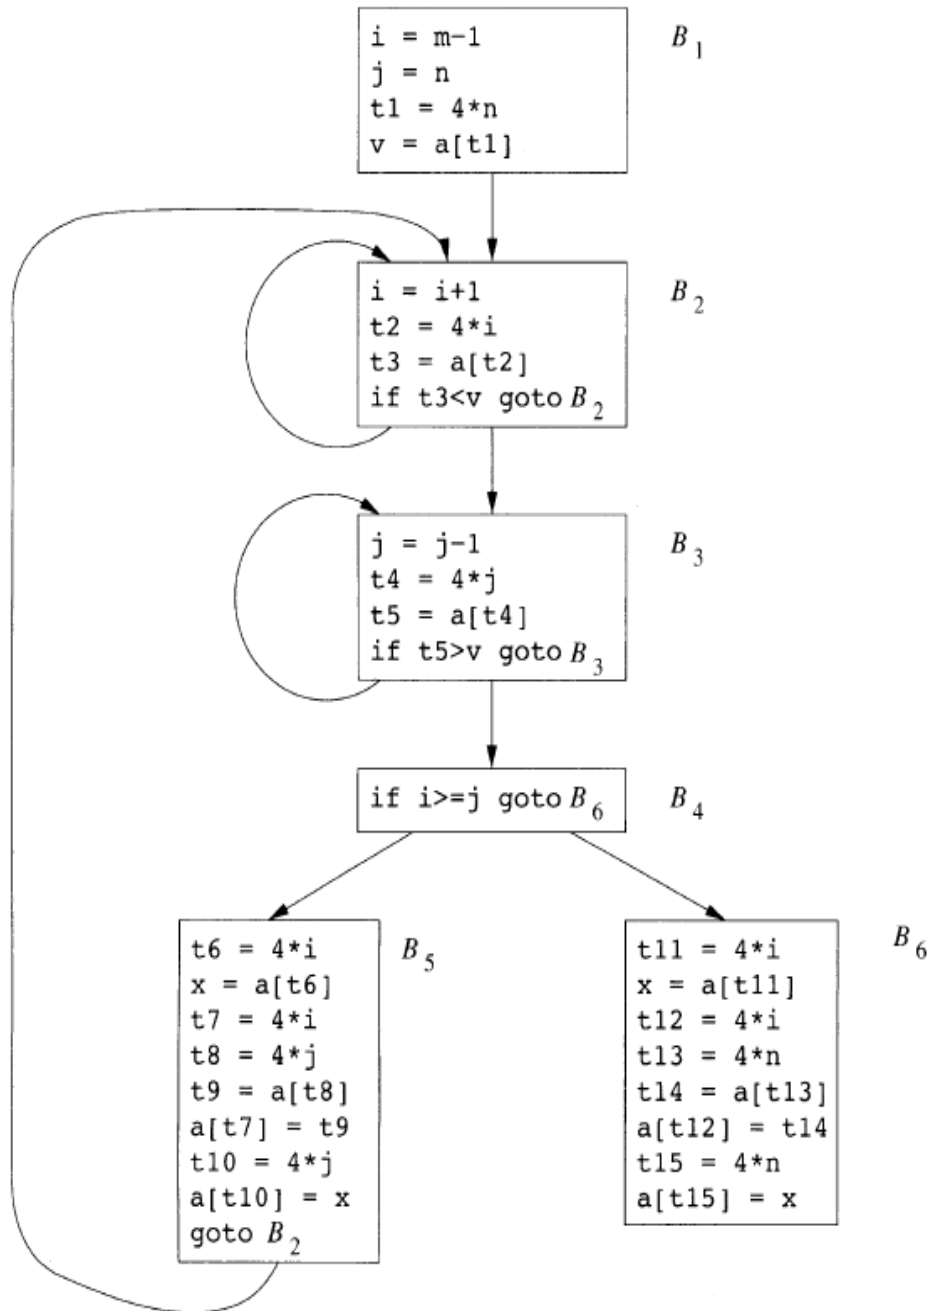 i = m-1
j = n
t1 = 4*n
v = a[t1]
B1
i = i+1
t2 = 4*i
t3 = a[t2]
if t3<v goto B2
B2
j = j-1
t4 = 4*j
t5 = a[t4]
if t5>v goto B3
B3
if i>=j goto B6
B4
t6 = 4*i
x = a[t6]
t7 = 4*i
t8 = 4*j
t9 = a[t8]
a[t7] = t9
t10 = 4*j
a[t10] = x
goto B2
B5
t11 = 4*i
x = a[t11]
t12 = 4*i
t13 = 4*n
t14 = a[t13]
a[t12] = t14
t15 = 4*n
a[t15] = x
B6